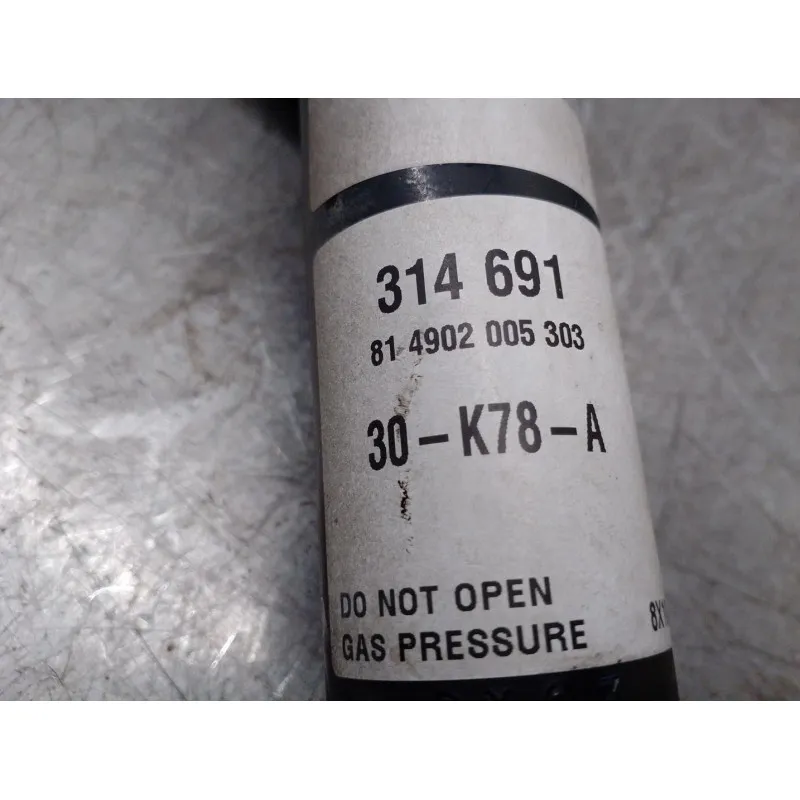 314 691
81 4902 005 303
30-K78-A
DO NOT OPEN
GAS PRESSURE